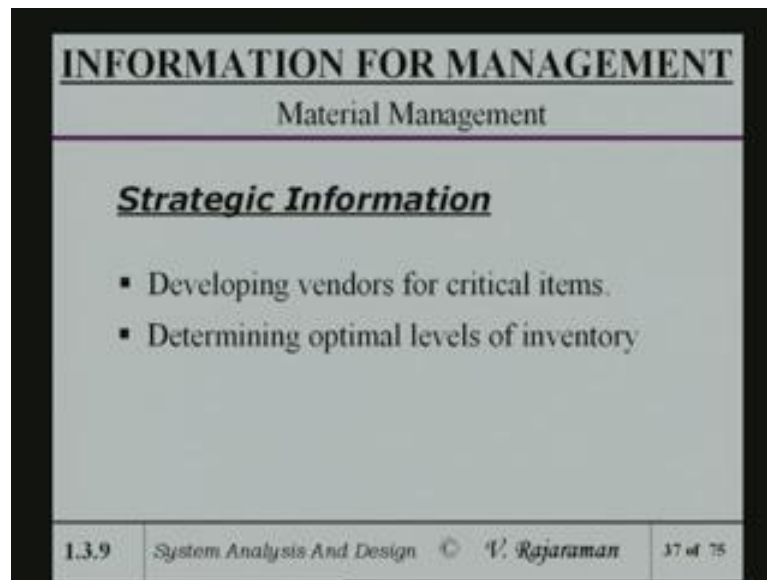 INFORMATION FOR MANAGEMENT
Material Management
Strategic Information
▪ Developing vendors for critical items.
▪ Determining optimal levels of inventory
1.3.9 System Analysis And Design © V. Rajaraman 37 of 75